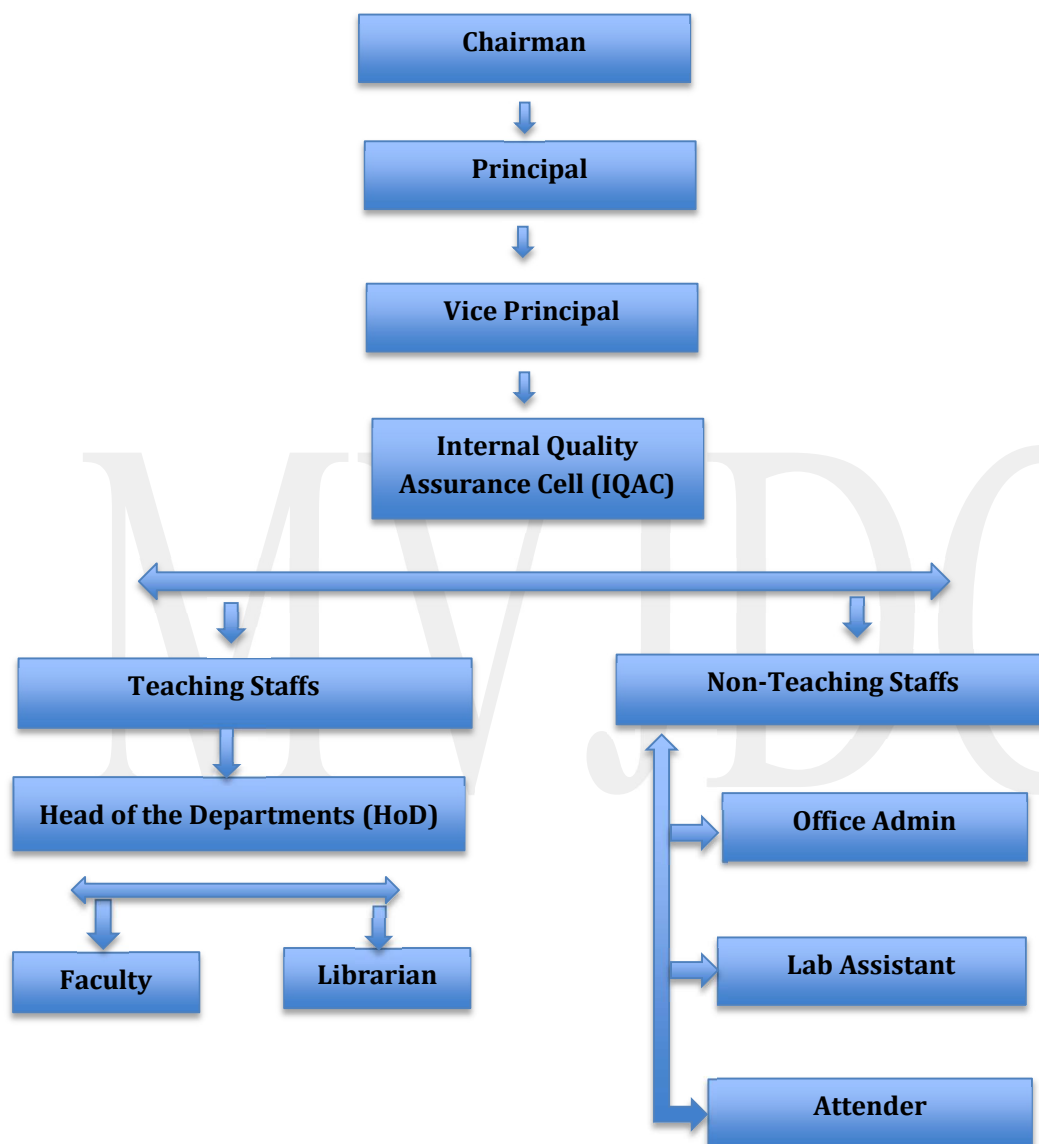 Chairman
Principal
Vice Principal
Internal Quality
Assurance Cell (IQAC)
MVJDC
Teaching Staffs
Non-Teaching Staffs
Head of the Departments (HoD)
Office Admin
Faculty
Librarian
Lab Assistant
Attender